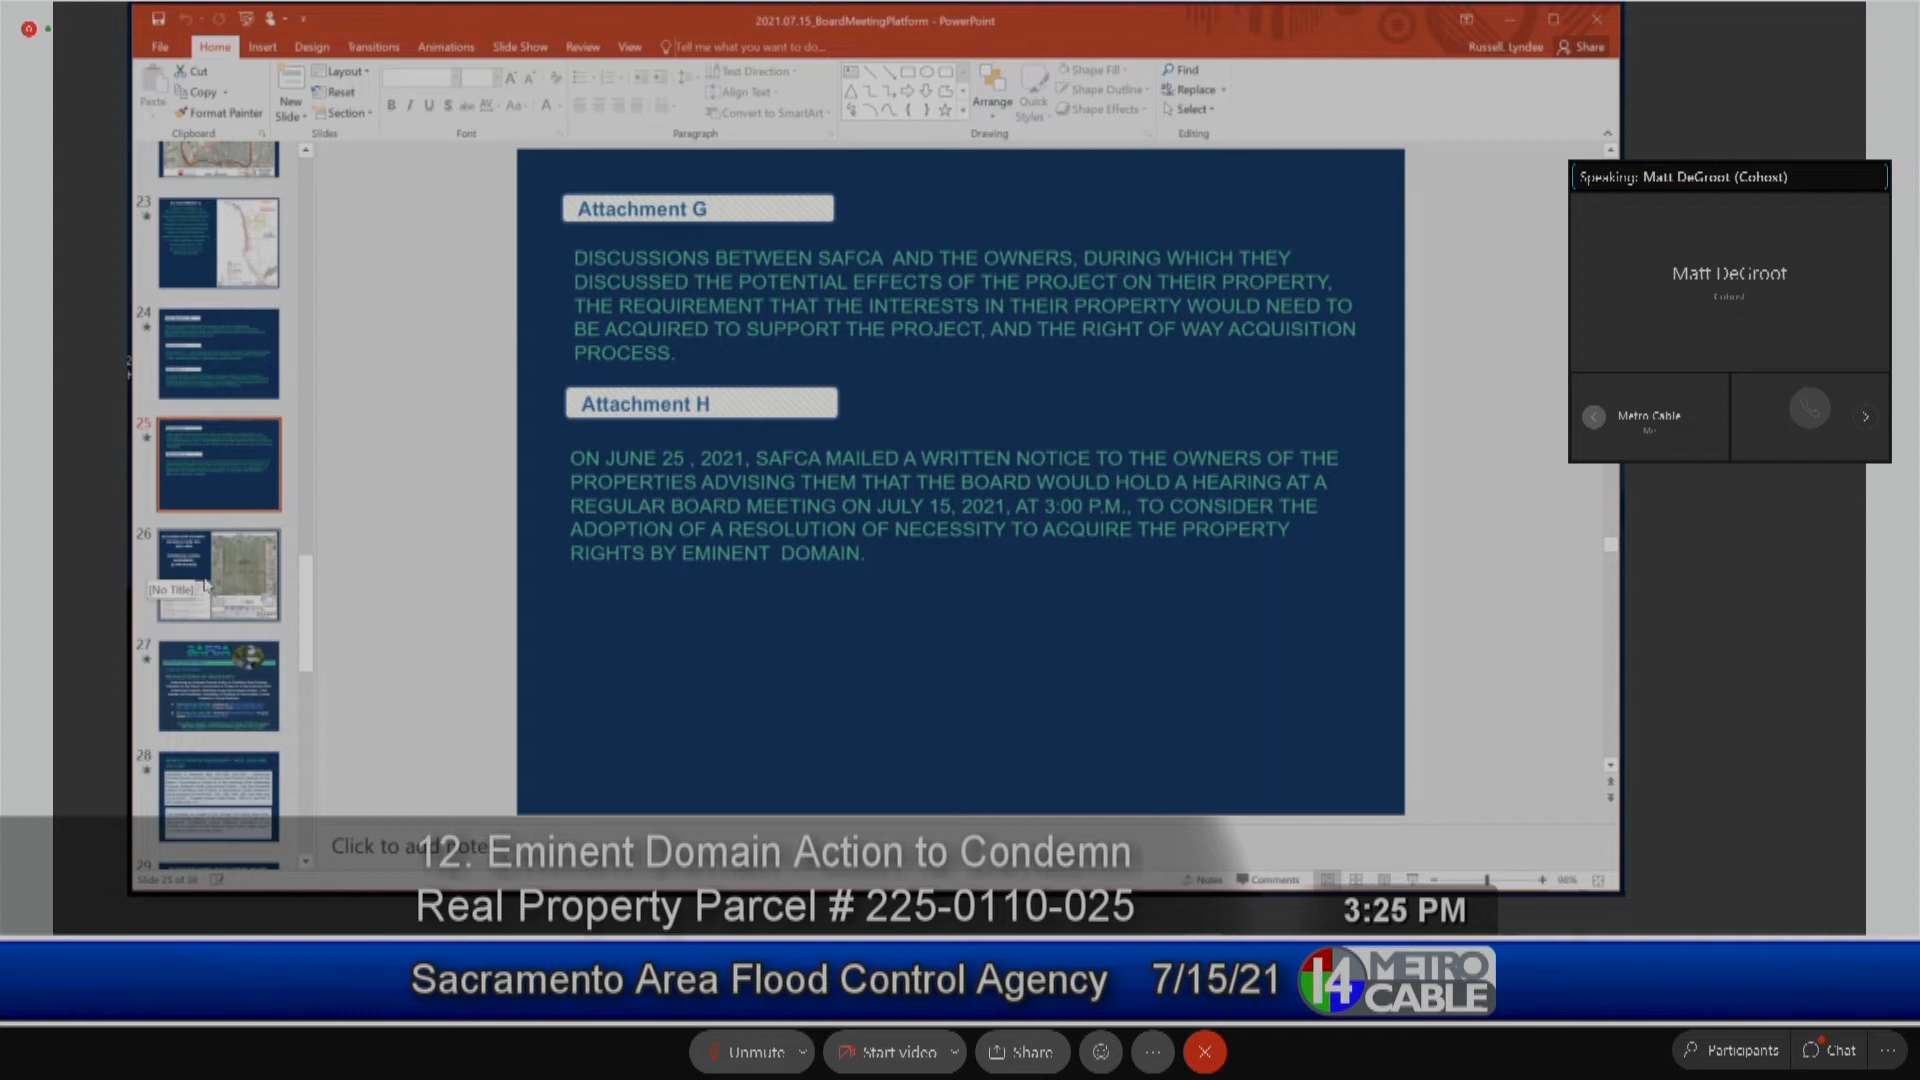 2021.07.15_BoardMeetingPlatform - PowerPoint
File Home Insert Design Transitions Animations Slide Show Review View Tell me what you want to do... Russell, Lyndee Share
Paste
Cut
Copy
Format Painter
Clipboard
New Slide
Layout
Reset
Section
Slides
Font
Text Direction
Align Text
Convert to SmartArt
Paragraph
Arrange
Quick Styles
Shape Fill
Shape Outline
Shape Effects
Drawing
Find
Replace
Select
Editing
23
24
25
26
[No Title]
27
SAFCA
28
29
Attachment G
DISCUSSIONS BETWEEN SAFCA AND THE OWNERS, DURING WHICH THEY
DISCUSSED THE POTENTIAL EFFECTS OF THE PROJECT ON THEIR PROPERTY,
THE REQUIREMENT THAT THE INTERESTS IN THEIR PROPERTY WOULD NEED TO
BE ACQUIRED TO SUPPORT THE PROJECT, AND THE RIGHT OF WAY ACQUISITION
PROCESS.
Attachment H
ON JUNE 25 , 2021, SAFCA MAILED A WRITTEN NOTICE TO THE OWNERS OF THE
PROPERTIES ADVISING THEM THAT THE BOARD WOULD HOLD A HEARING AT A
REGULAR BOARD MEETING ON JULY 15, 2021, AT 3:00 P.M., TO CONSIDER THE
ADOPTION OF A RESOLUTION OF NECESSITY TO ACQUIRE THE PROPERTY
RIGHTS BY EMINENT DOMAIN.
Speaking: Matt DeGroot (Cohost)
Matt DeGroot
Cohost
Metro Cable
Me
Click to add notes
Slide 25 of 38
Notes Comments 98%
12. Eminent Domain Action to Condemn
Real Property Parcel # 225-0110-025
3:25 PM
Sacramento Area Flood Control Agency 7/15/21
14 METRO CABLE
Unmute Start video Share
Participants Chat